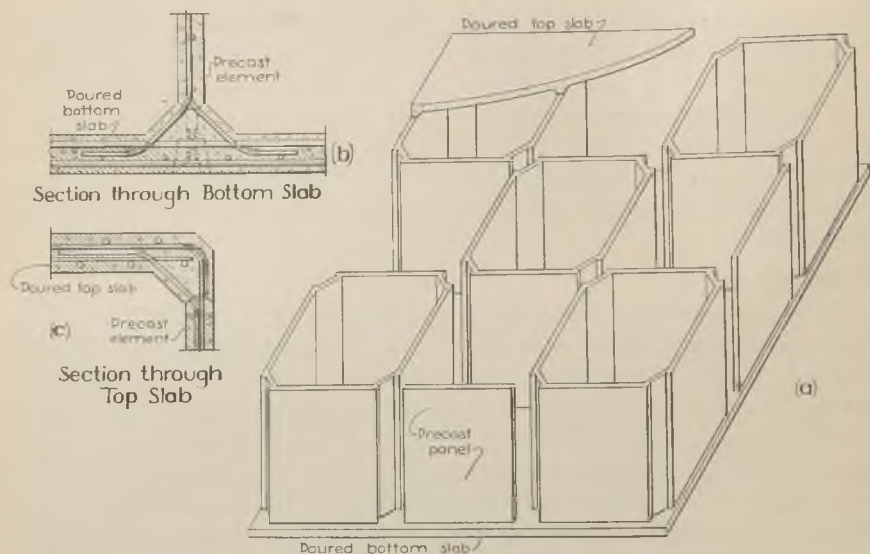 Poured top slab
Precast
element
Poured
bottom
slab
(b)
Section through Bottom Slab
Poured top slab
(c)
Precast
element
Section through
Top Slab
(a)
Precast
panel
Poured bottom slab